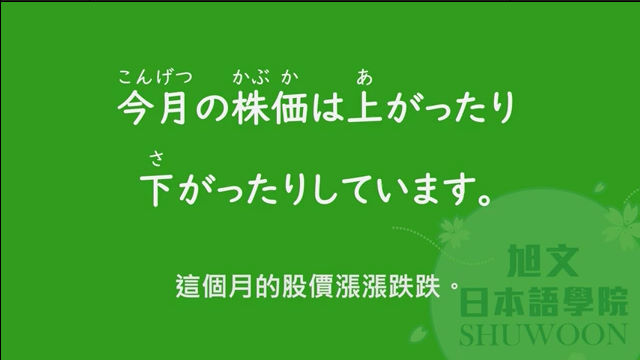 こんげつ かぶか あ
今月の株価は上がったり
さ
下がったりしています。
這個月的股價漲漲跌跌。
旭文
日本語學院
SHUWOON